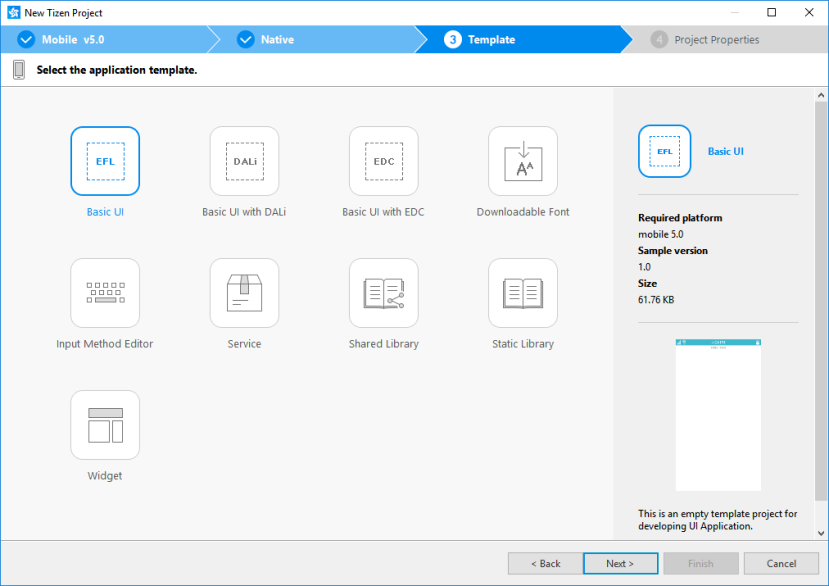 New Tizen Project
Mobile v5.0
Native
3 Template
4 Project Properties
Select the application template.
EFL
DALi
EDC
A A
Basic UI
Basic UI with DALi
Basic UI with EDC
Downloadable Font
Input Method Editor
Service
Shared Library
Static Library
Widget
EFL
Basic UI
Required platform
mobile 5.0
Sample version
1.0
Size
61.76 KB
This is an empty template project for
developing UI Application.
< Back
Next >
Finish
Cancel